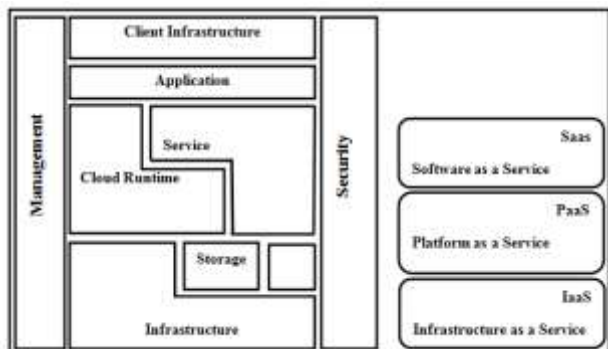 Management
Client Infrastructure
Application
Service
Cloud Runtime
Storage
Infrastructure
Security
Saas
Software as a Service
PaaS
Platform as a Service
IaaS
Infrastructure as a Service